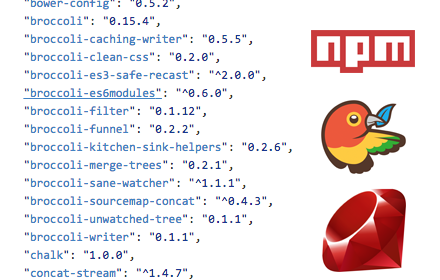 "bower-config": "0.5.2",
"broccoli": "0.15.4",
"broccoli-caching-writer": "0.5.5",
"broccoli-clean-css": "0.2.0",
"broccoli-es3-safe-recast": "^2.0.0",
"broccoli-es6modules": "^0.6.0",
"broccoli-filter": "0.1.12",
"broccoli-funnel": "0.2.2",
"broccoli-kitchen-sink-helpers": "0.2.6",
"broccoli-merge-trees": "0.2.1",
"broccoli-sane-watcher": "^1.1.1",
"broccoli-sourcemap-concat": "^0.4.3",
"broccoli-unwatched-tree": "0.1.1",
"broccoli-writer": "0.1.1",
"chalk": "1.0.0",
"concat-stream": "^1.4.7",
npm